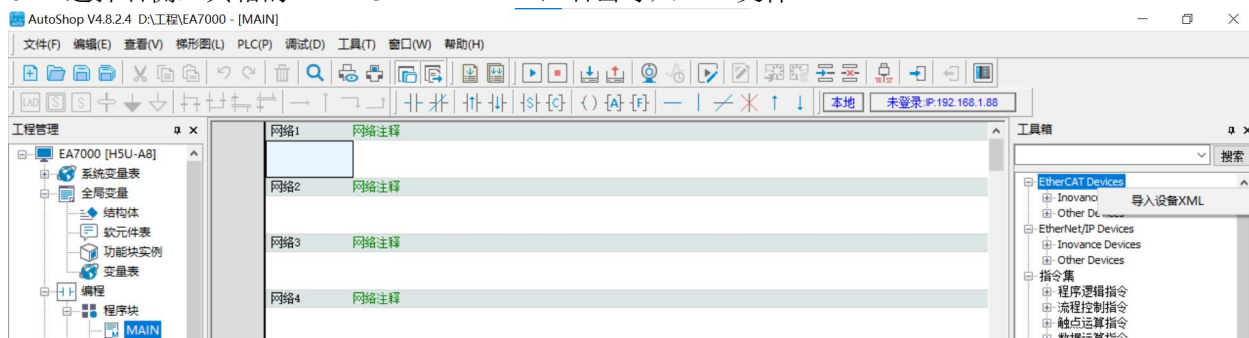 AutoShop V4.8.2.4 D:\工程\EA7000 - [MAIN]
文件(F) 编辑(E) 查看(V) 梯形图(L) PLC(P) 调试(D) 工具(T) 窗口(W) 帮助(H)
本地 未登录:IP:192.168.1.88
工程管理
EA7000 [H5U-A8]
系统变量表
全局变量
结构体
软元件表
功能块实例
变量表
编程
程序块
MAIN
网络1 网络注释
网络2 网络注释
网络3 网络注释
网络4 网络注释
工具箱
搜索
EtherCAT Devices
导入设备XML
Other
EtherNet/IP Devices
Inovance Devices
Other Devices
指令集
程序逻辑指令
流程控制指令
触点运算指令